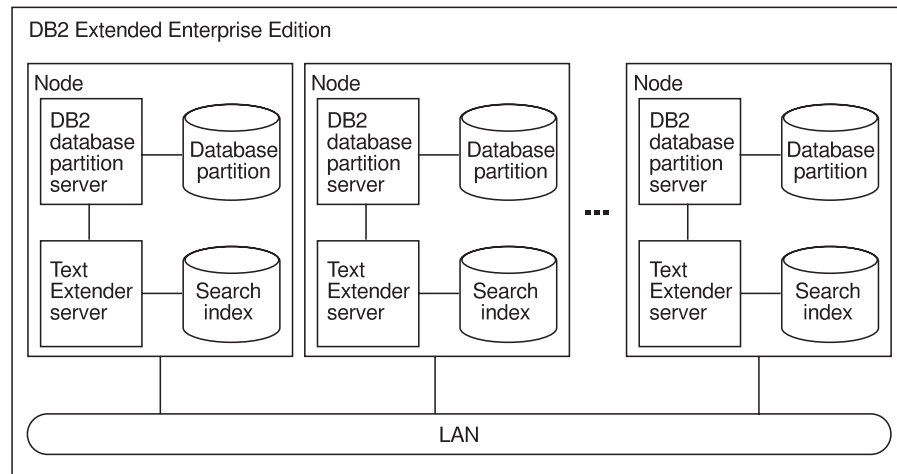 DB2 Extended Enterprise Edition
Node
DB2
database
partition
server
Database
partition
Text
Extender
server
Search
index
Node
DB2
database
partition
server
Database
partition
Text
Extender
server
Search
index
...
Node
DB2
database
partition
server
Database
partition
Text
Extender
server
Search
index
LAN